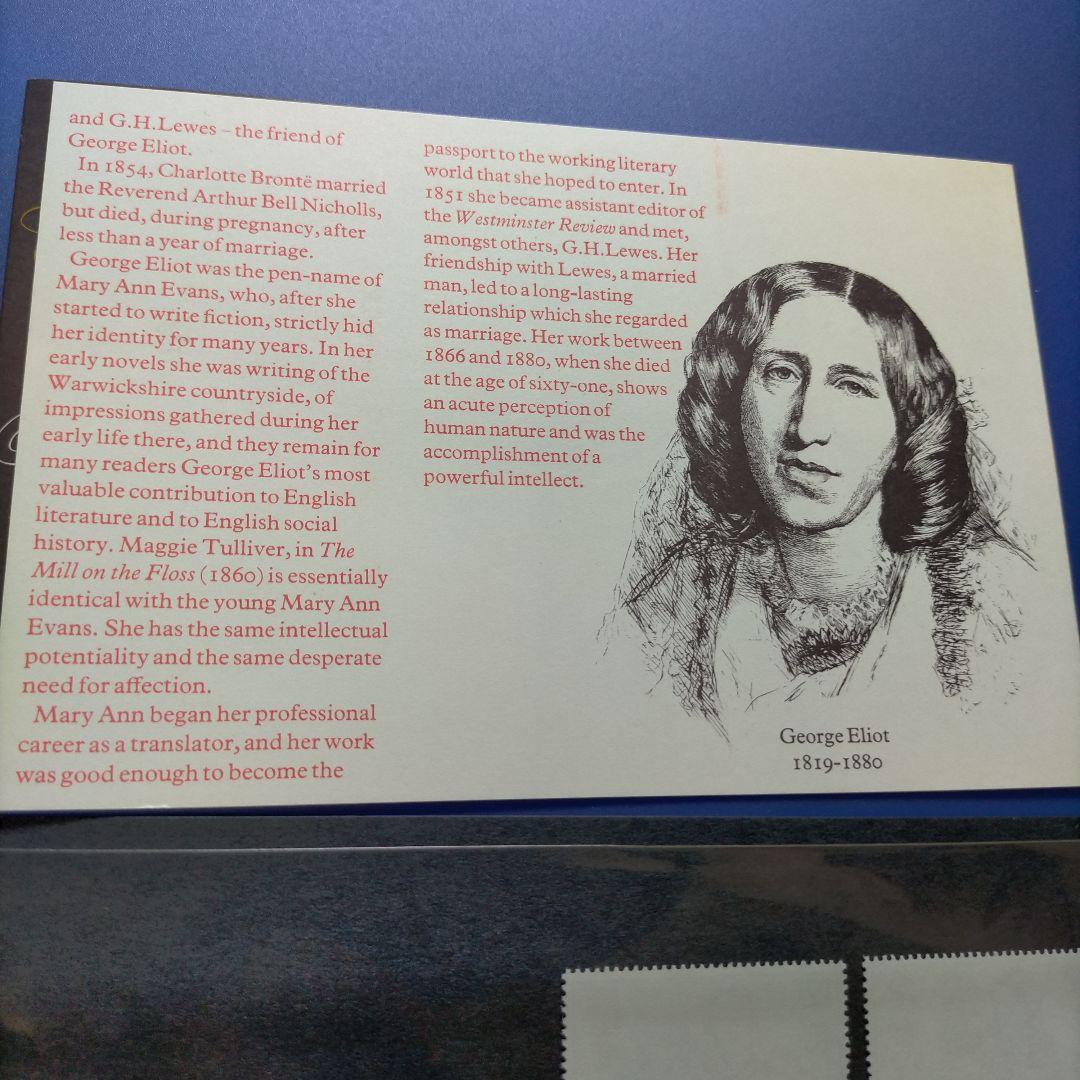 and G.H.Lewes – the friend of
George Eliot.
In 1854, Charlotte Brontë married
the Reverend Arthur Bell Nicholls,
but died, during pregnancy, after
less than a year of marriage.
George Eliot was the pen-name of
Mary Ann Evans, who, after she
started to write fiction, strictly hid
her identity for many years. In her
early novels she was writing of the
Warwickshire countryside, of
impressions gathered during her
early life there, and they remain for
many readers George Eliot's most
valuable contribution to English
literature and to English social
history. Maggie Tulliver, in The
Mill on the Floss (1860) is essentially
identical with the young Mary Ann
Evans. She has the same intellectual
potentiality and the same desperate
need for affection.
Mary Ann began her professional
career as a translator, and her work
was good enough to become the
passport to the working literary
world that she hoped to enter. In
1851 she became assistant editor of
the Westminster Review and met,
amongst others, G.H.Lewes. Her
friendship with Lewes, a married
man, led to a long-lasting
relationship which she regarded
as marriage. Her work between
1866 and 1880, when she died
at the age of sixty-one, shows
an acute perception of
human nature and was the
accomplishment of a
powerful intellect.
George Eliot
1819-1880